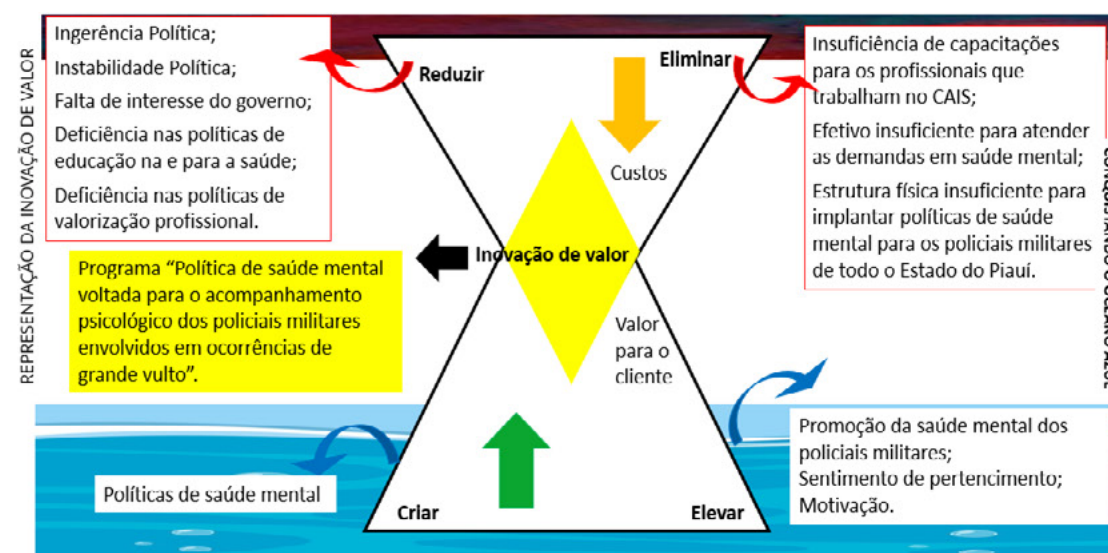 REPRESENTAÇÃO DA INOVAÇÃO DE VALOR
Ingerência Política;
Instabilidade Política;
Falta de interesse do governo;
Deficiência nas políticas de
educação na e para a saúde;
Deficiência nas políticas de
valorização profissional.
Reduzir
Eliminar
Insuficiência de capacitações
para os profissionais que
trabalham no CAIS;
Efetivo insuficiente para atender
as demandas em saúde mental;
Estrutura física insuficiente para
implantar políticas de saúde
mental para os policiais militares
de todo o Estado do Piauí.
Custos
Inovação de valor
Programa “Política de saúde mental
voltada para o acompanhamento
psicológico dos policiais militares
envolvidos em ocorrências de
grande vulto”.
Valor
para o
cliente
Políticas de saúde mental
Criar
Elevar
Promoção da saúde mental dos
policiais militares;
Sentimento de pertencimento;
Motivação.